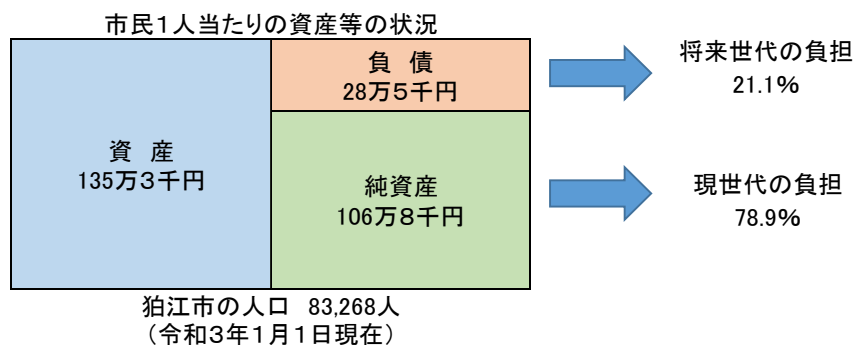 市民１人当たりの資産等の状況
資　産
135万３千円
負　債
28万５千円
純資産
106万８千円
将来世代の負担
21.1％
現世代の負担
78.9％
狛江市の人口　83,268人
（令和３年１月１日現在）